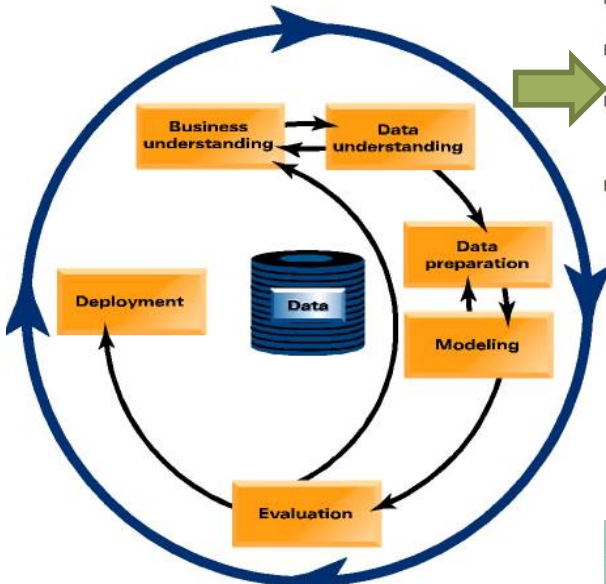 Business
understanding
Data
understanding
Data
preparation
Deployment
Data
Modeling
Evaluation